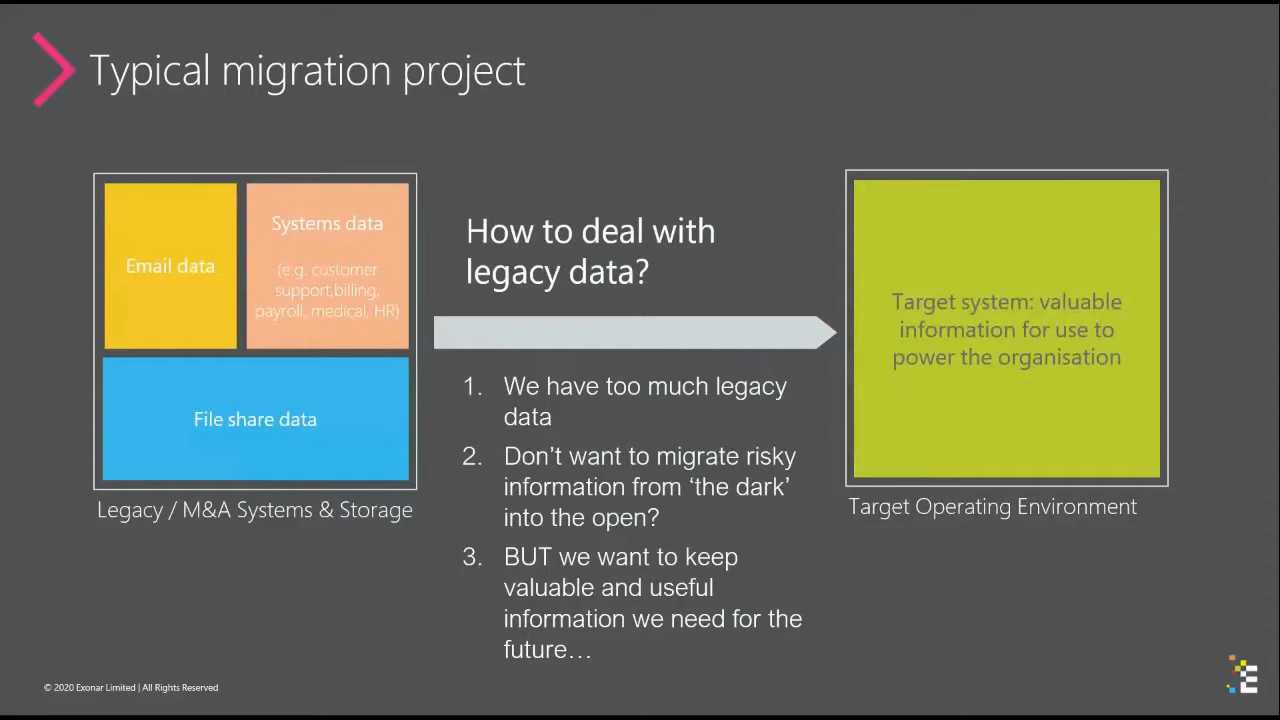 Typical migration project
Email data
Systems data
(e.g. customer
support,billing,
payroll, medical, HR)
File share data
Legacy / M&A Systems & Storage
How to deal with
legacy data?
1. We have too much legacy
data
2. Don’t want to migrate risky
information from ‘the dark’
into the open?
3. BUT we want to keep
valuable and useful
information we need for the
future…
Target system: valuable
information for use to
power the organisation
Target Operating Environment
© 2020 Exonar Limited | All Rights Reserved